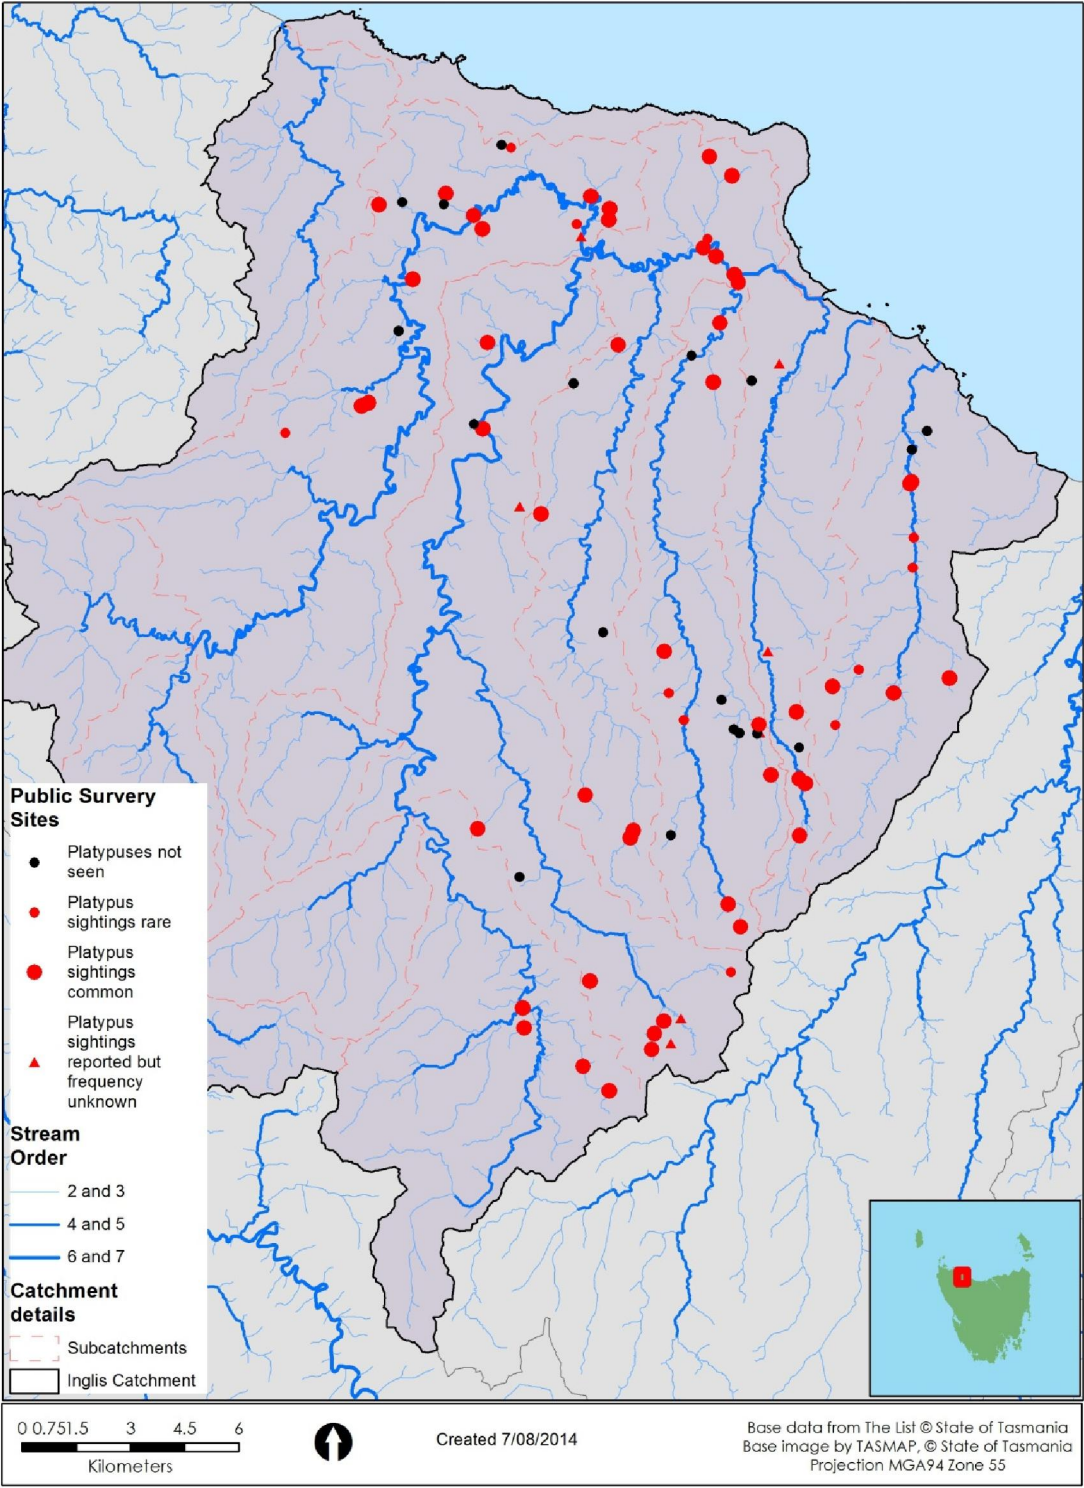 Public Survery
Sites
Platypuses not
seen
Platypus
sightings rare
Platypus
sightings
common
Platypus
sightings
reported but
frequency
unknown
Stream
Order
2 and 3
4 and 5
6 and 7
Catchment
details
Subcatchments
Inglis Catchment
0 0.751.5 3 4.5 6
Kilometers
Created 7/08/2014
Base data from The List © State of Tasmania
Base image by TASMAP, © State of Tasmania
Projection MGA94 Zone 55